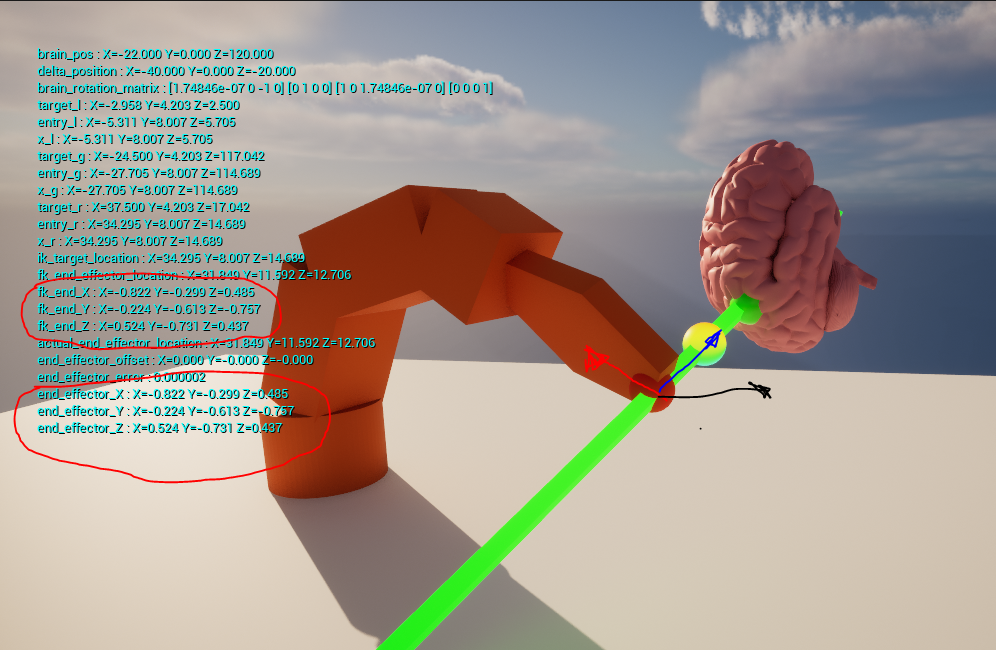 brain_pos : X=-22.000 Y=0.000 Z=120.000
delta_position : X=-40.000 Y=0.000 Z=-20.000
brain_rotation_matrix : [1.74846e-07 0 -1 0] [0 1 0 0] [1 0 1.74846e-07 0] [0 0 0 1]
target_l : X=-2.958 Y=4.203 Z=2.500
entry_l : X=-5.311 Y=8.007 Z=5.705
x_l : X=-5.311 Y=8.007 Z=5.705
target_g : X=-24.500 Y=4.203 Z=117.042
entry_g : X=-27.705 Y=8.007 Z=114.689
x_g : X=-27.705 Y=8.007 Z=114.689
target_r : X=37.500 Y=4.203 Z=17.042
entry_r : X=34.295 Y=8.007 Z=14.689
x_r : X=34.295 Y=8.007 Z=14.689
ik_target_location : X=34.295 Y=8.007 Z=14.689
fk_end_effector_location : X=31.849 Y=11.592 Z=12.706
fk_end_X : X=-0.822 Y=-0.299 Z=0.485
fk_end_Y : X=-0.224 Y=-0.613 Z=-0.757
fk_end_Z : X=0.524 Y=-0.731 Z=0.437
actual_end_effector_location : X=31.849 Y=11.592 Z=12.706
end_effector_offset : X=0.000 Y=-0.000 Z=-0.000
end_effector_error : 0.000002
end_effector_X : X=-0.822 Y=-0.299 Z=0.485
end_effector_Y : X=-0.224 Y=-0.613 Z=-0.757
end_effector_Z : X=0.524 Y=-0.731 Z=0.437